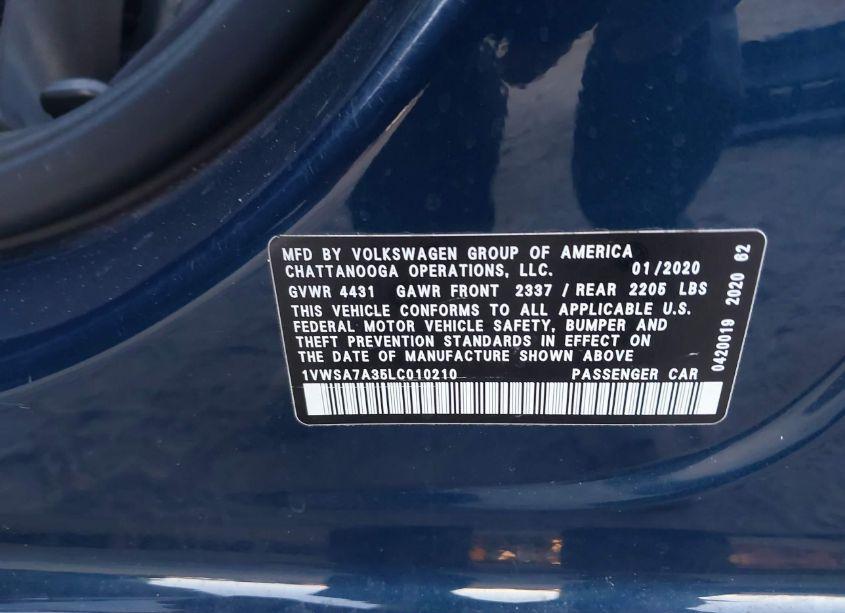 MFD BY VOLKSWAGEN GROUP OF AMERICA
CHATTANOOGA OPERATIONS, LLC. 01/2020
GVWR 4431 GAWR FRONT 2337 / REAR 2205 LBS
THIS VEHICLE CONFORMS TO ALL APPLICABLE U.S.
FEDERAL MOTOR VEHICLE SAFETY, BUMPER AND
THEFT PREVENTION STANDARDS IN EFFECT ON
THE DATE OF MANUFACTURE SHOWN ABOVE
1VWSA7A35LC010210 PASSENGER CAR
0420019 2020 62